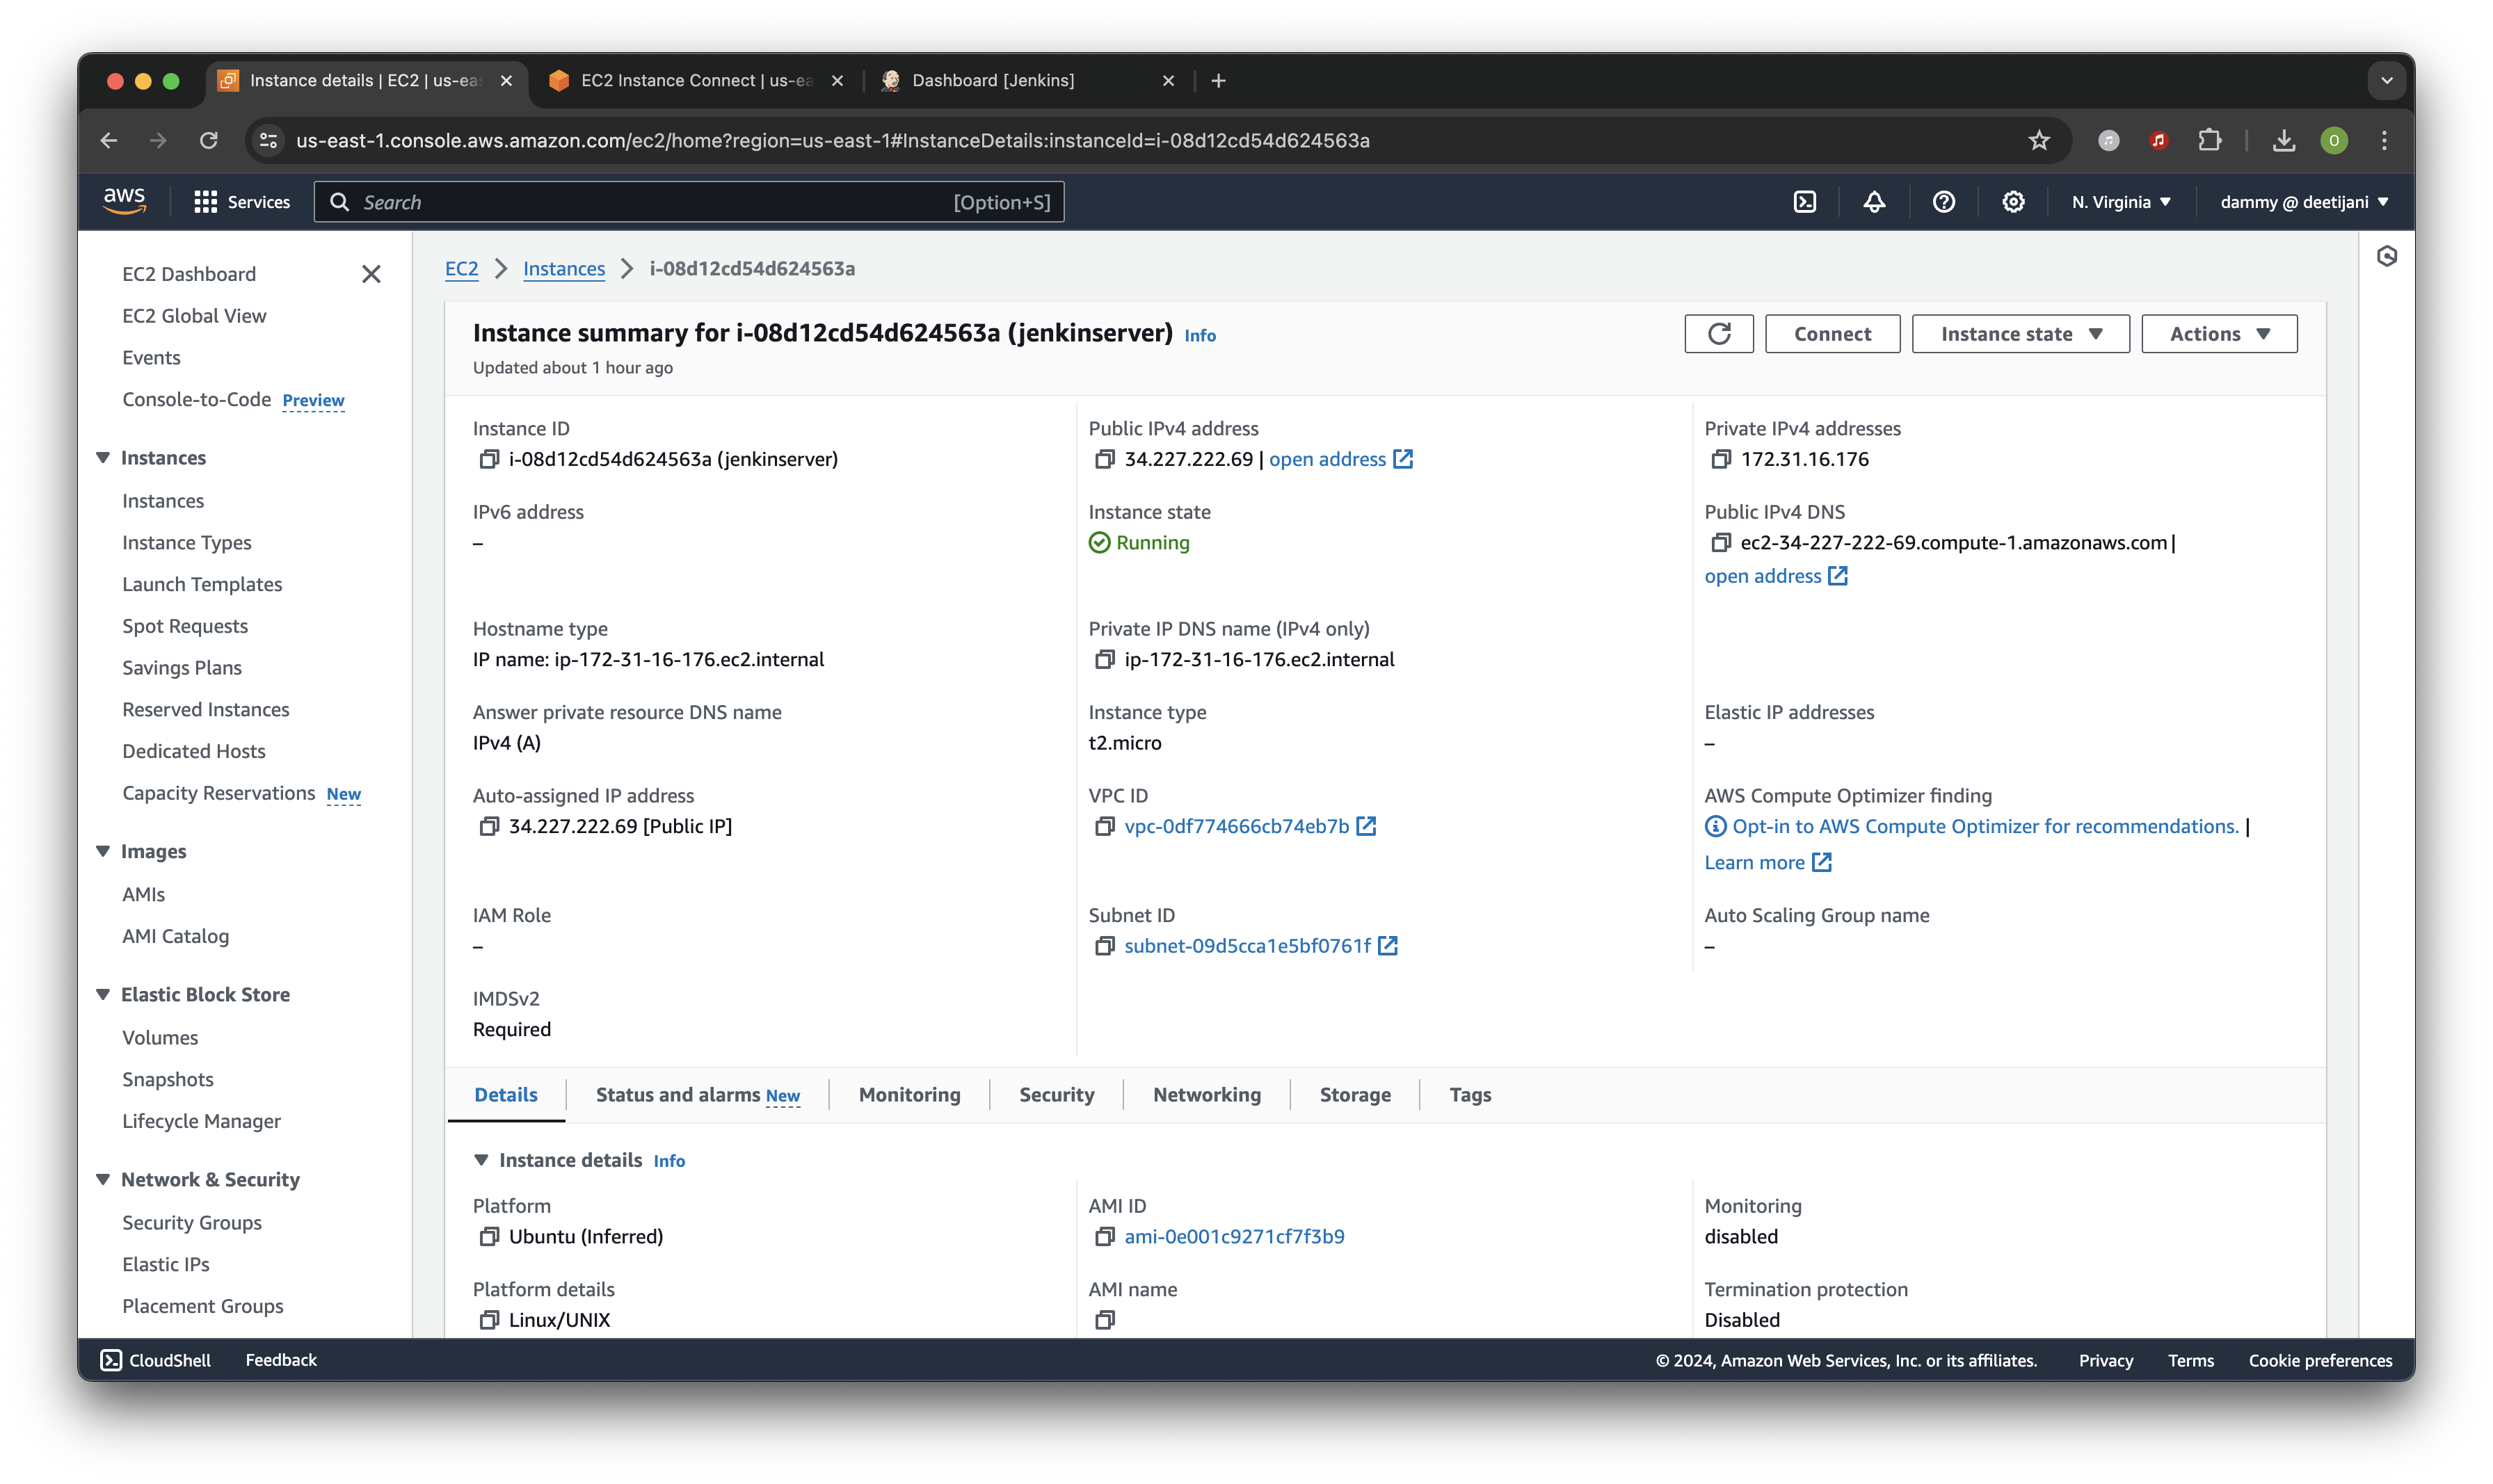 Instance details | EC2 | us-eas
EC2 Instance Connect | us-ea
Dashboard [Jenkins]
us-east-1.console.aws.amazon.com/ec2/home?region=us-east-1#InstanceDetails:instanceId=i-08d12cd54d624563a
O
aws
Services
Search
[Option+S]
N. Virginia
dammy @ deetijani
EC2 Dashboard
EC2 Global View
Events
Console-to-Code Preview
Instances
Instances
Instance Types
Launch Templates
Spot Requests
Savings Plans
Reserved Instances
Dedicated Hosts
Capacity Reservations New
Images
AMIs
AMI Catalog
Elastic Block Store
Volumes
Snapshots
Lifecycle Manager
Network & Security
Security Groups
Elastic IPs
Placement Groups
EC2 > Instances > i-08d12cd54d624563a
Instance summary for i-08d12cd54d624563a (jenkinserver) Info
Updated about 1 hour ago
Connect
Instance state
Actions
Instance ID
i-08d12cd54d624563a (jenkinserver)
Public IPv4 address
34.227.222.69 | open address
Private IPv4 addresses
172.31.16.176
IPv6 address
–
Instance state
Running
Public IPv4 DNS
ec2-34-227-222-69.compute-1.amazonaws.com |
open address
Hostname type
IP name: ip-172-31-16-176.ec2.internal
Private IP DNS name (IPv4 only)
ip-172-31-16-176.ec2.internal
Answer private resource DNS name
IPv4 (A)
Instance type
t2.micro
Elastic IP addresses
–
Auto-assigned IP address
34.227.222.69 [Public IP]
VPC ID
vpc-0df774666cb74eb7b
AWS Compute Optimizer finding
Opt-in to AWS Compute Optimizer for recommendations. |
Learn more
IAM Role
–
Subnet ID
subnet-09d5cca1e5bf0761f
Auto Scaling Group name
–
IMDSv2
Required
Details
Status and alarms New
Monitoring
Security
Networking
Storage
Tags
Instance details Info
Platform
Ubuntu (Inferred)
AMI ID
ami-0e001c9271cf7f3b9
Monitoring
disabled
Platform details
Linux/UNIX
AMI name
Termination protection
Disabled
CloudShell
Feedback
© 2024, Amazon Web Services, Inc. or its affiliates.
Privacy
Terms
Cookie preferences